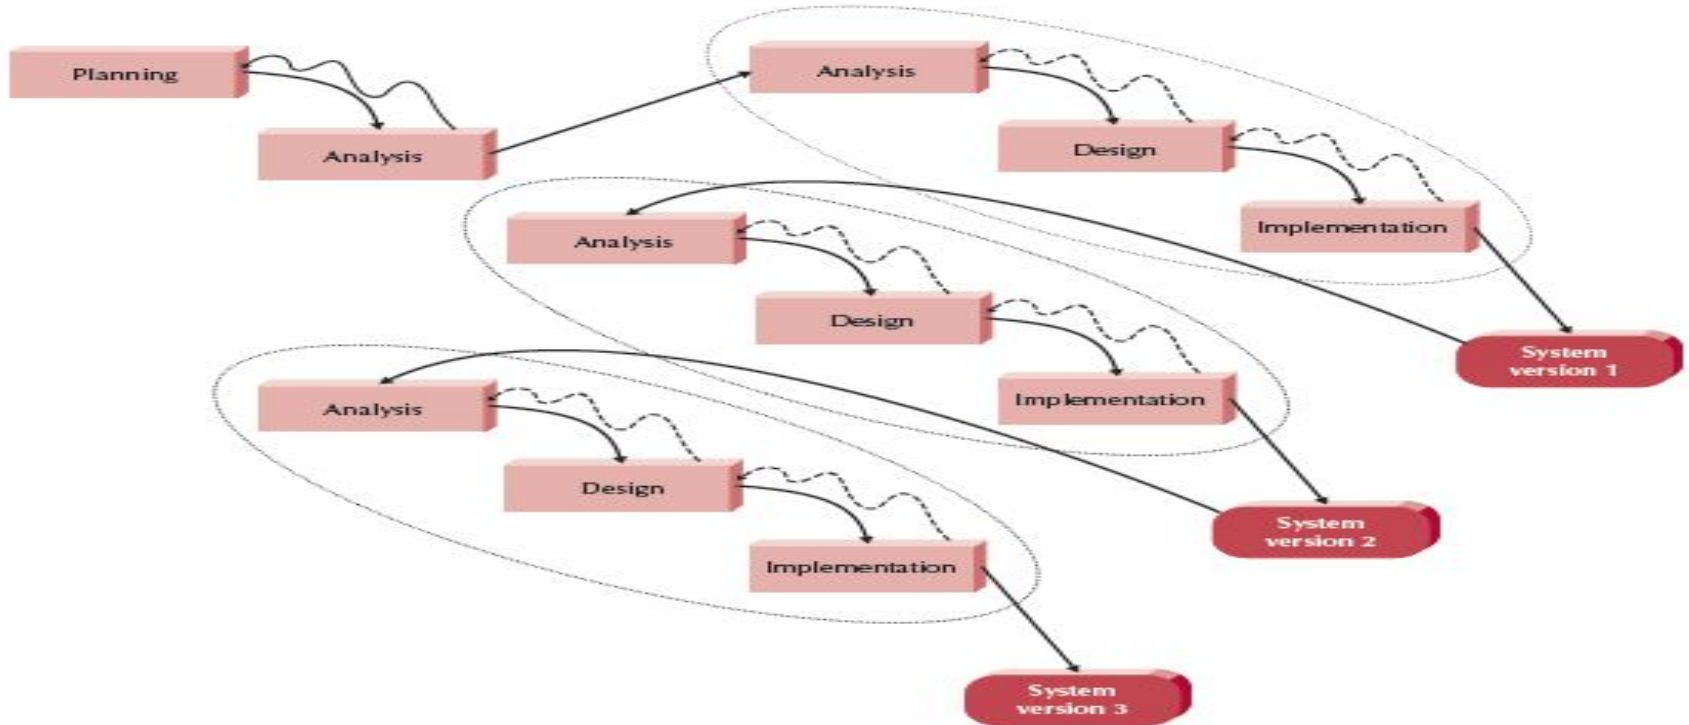 Planning
Analysis
Analysis
Design
Implementation
System
version 1
Analysis
Design
Implementation
System
version 2
Analysis
Design
Implementation
System
version 3